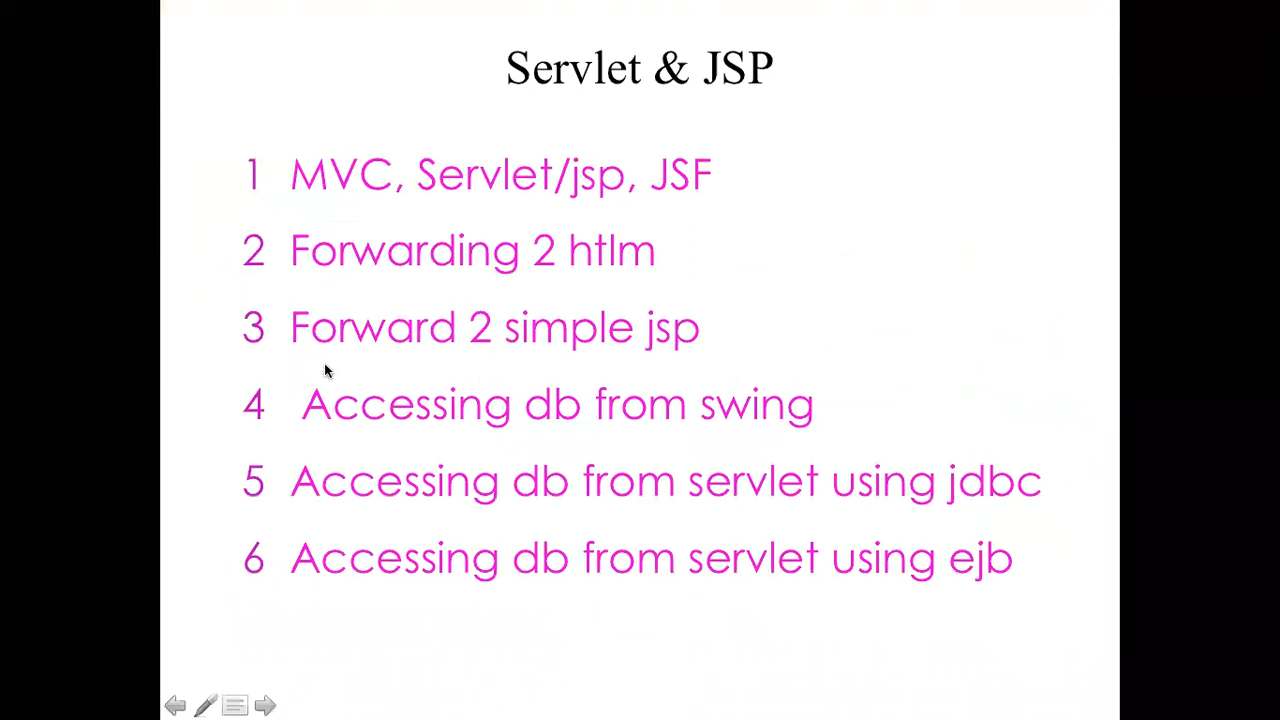 Servlet & JSP
1 MVC, Servlet/jsp, JSF
2 Forwarding 2 htlm
3 Forward 2 simple jsp
4 Accessing db from swing
5 Accessing db from servlet using jdbc
6 Accessing db from servlet using ejb